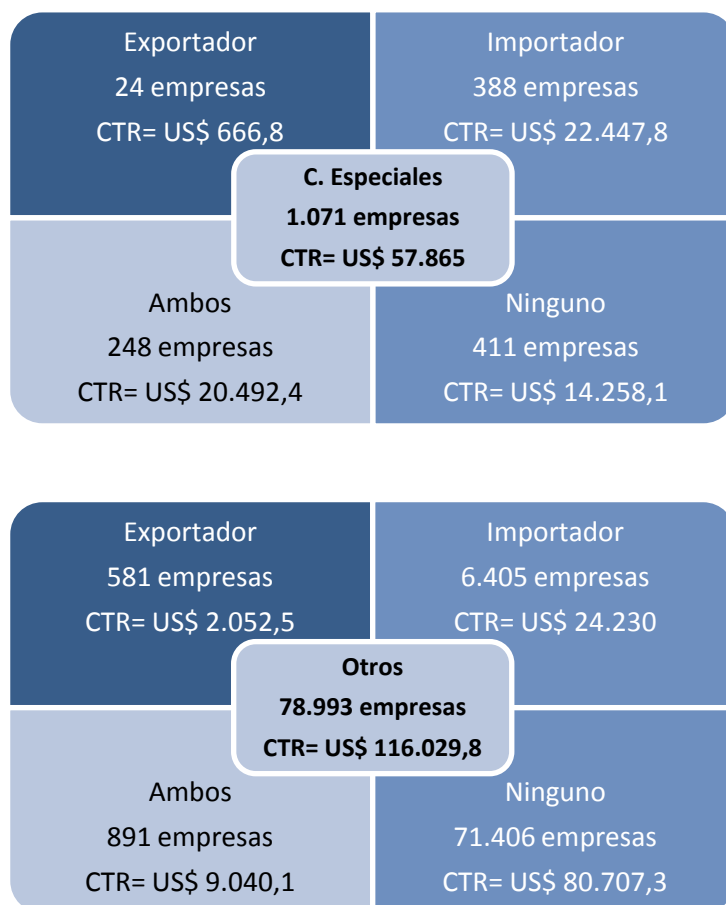 Exportador
24 empresas
CTR= US$ 666,8
Importador
388 empresas
CTR= US$ 22.447,8
C. Especiales
1.071 empresas
CTR= US$ 57.865
Ambos
248 empresas
CTR= US$ 20.492,4
Ninguno
411 empresas
CTR= US$ 14.258,1
Exportador
581 empresas
CTR= US$ 2.052,5
Importador
6.405 empresas
CTR= US$ 24.230
Otros
78.993 empresas
CTR= US$ 116.029,8
Ambos
891 empresas
CTR= US$ 9.040,1
Ninguno
71.406 empresas
CTR= US$ 80.707,3